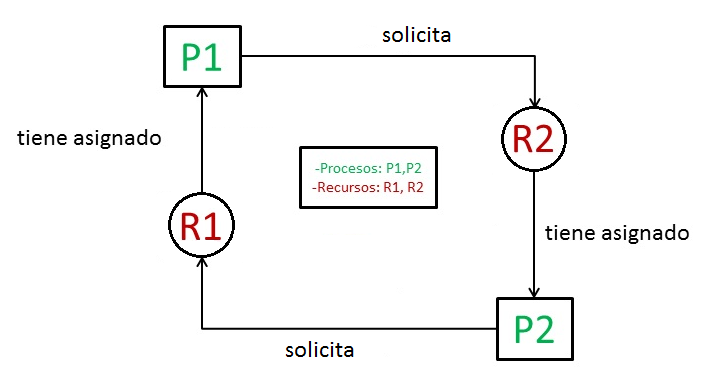 solicita
P1
tiene asignado
R2
-Procesos: P1,P2
-Recursos: R1, R2
R1
tiene asignado
P2
solicita